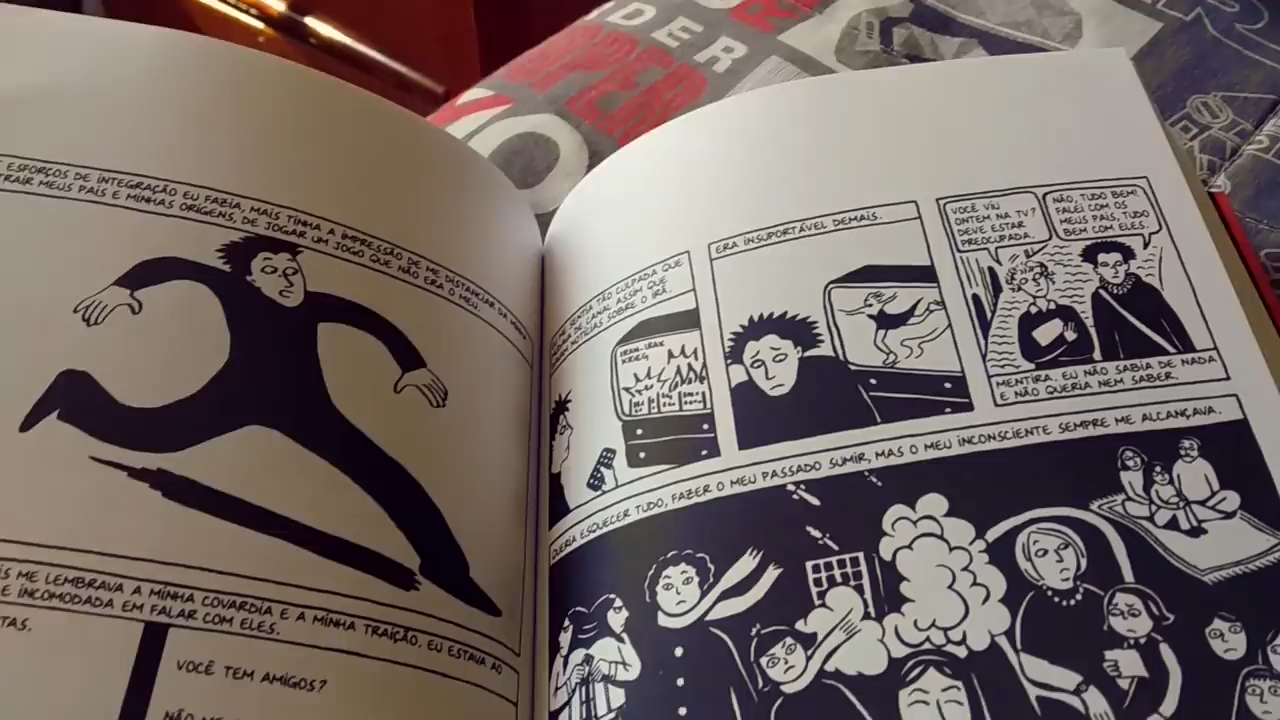 DER
OPER
ESFORÇOS DE INTEGRAÇÃO EU FAZIA, MAIS TINHA A IMPRESSÃO DE ME DISTANCIAR DA MINHA
TRAIR MEUS PAIS E MINHAS ORIGENS, DE JOGAR UM JOGO QUE NÃO ERA O MEU.
IS ME LEMBRAVA A MINHA COVARDIA E A MINHA TRAIÇÃO, EU ESTAVA AO
E INCOMODADA EM FALAR COM ELES.
TAS.
VOCÊ TEM AMIGOS?
SENTIA TÃO CULPADA QUE
DE CANAL ASSIM QUE
NOTÍCIAS SOBRE O IRÃ.
IRAN-IRAK
KRIEG
ERA INSUPORTÁVEL DEMAIS.
VOCÊ VIU
ONTEM NA TV?
DEVE ESTAR
PREOCUPADA.
NÃO, TUDO BEM!
FALEI COM OS
MEUS PAIS, TUDO
BEM COM ELES.
MENTIRA. EU NÃO SABIA DE NADA
E NÃO QUERIA NEM SABER.
QUERIA ESQUECER TUDO, FAZER O MEU PASSADO SUMIR, MAS O MEU INCONSCIENTE SEMPRE ME ALCANÇAVA.